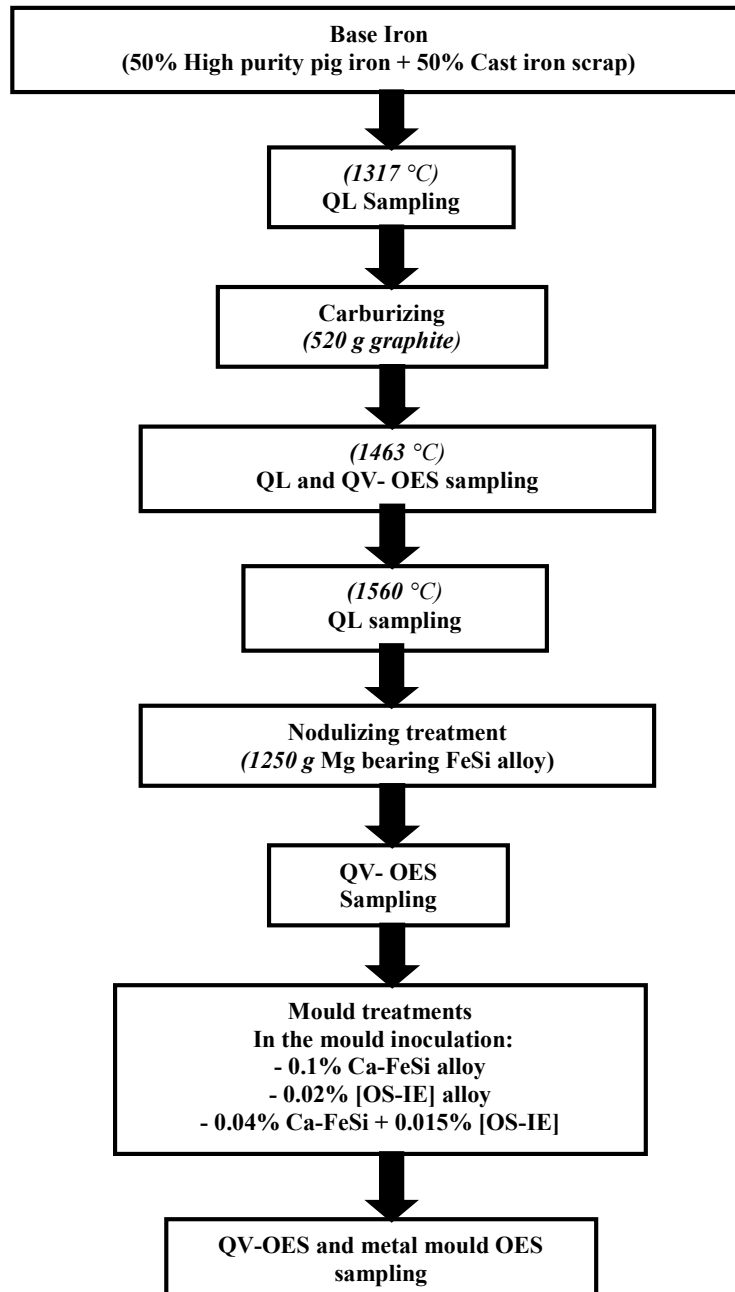 Base Iron
(50% High purity pig iron + 50% Cast iron scrap)
(1317 °C)
QL Sampling
Carburizing
(520 g graphite)
(1463 °C)
QL and QV- OES sampling
(1560 °C)
QL sampling
Nodulizing treatment
(1250 g Mg bearing FeSi alloy)
QV- OES
Sampling
Mould treatments
In the mould inoculation:
- 0.1% Ca-FeSi alloy
- 0.02% [OS-IE] alloy
- 0.04% Ca-FeSi + 0.015% [OS-IE]
QV-OES and metal mould OES
sampling